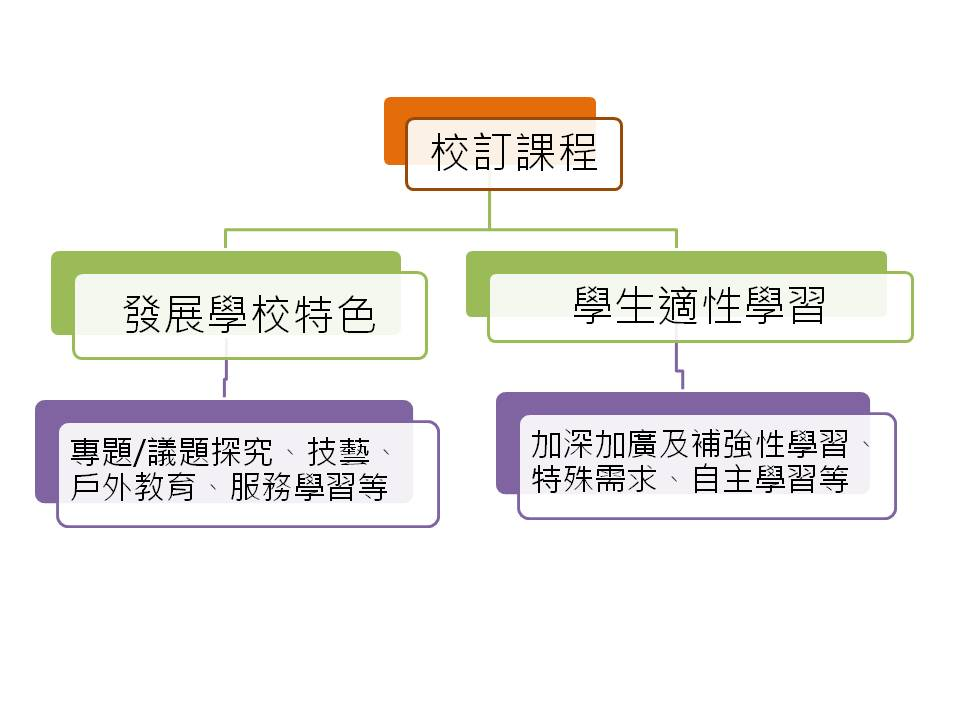 校訂課程
發展學校特色
學生適性學習
專題/議題探究、技藝、
戶外教育、服務學習等
加深加廣及補強性學習、
特殊需求、自主學習等